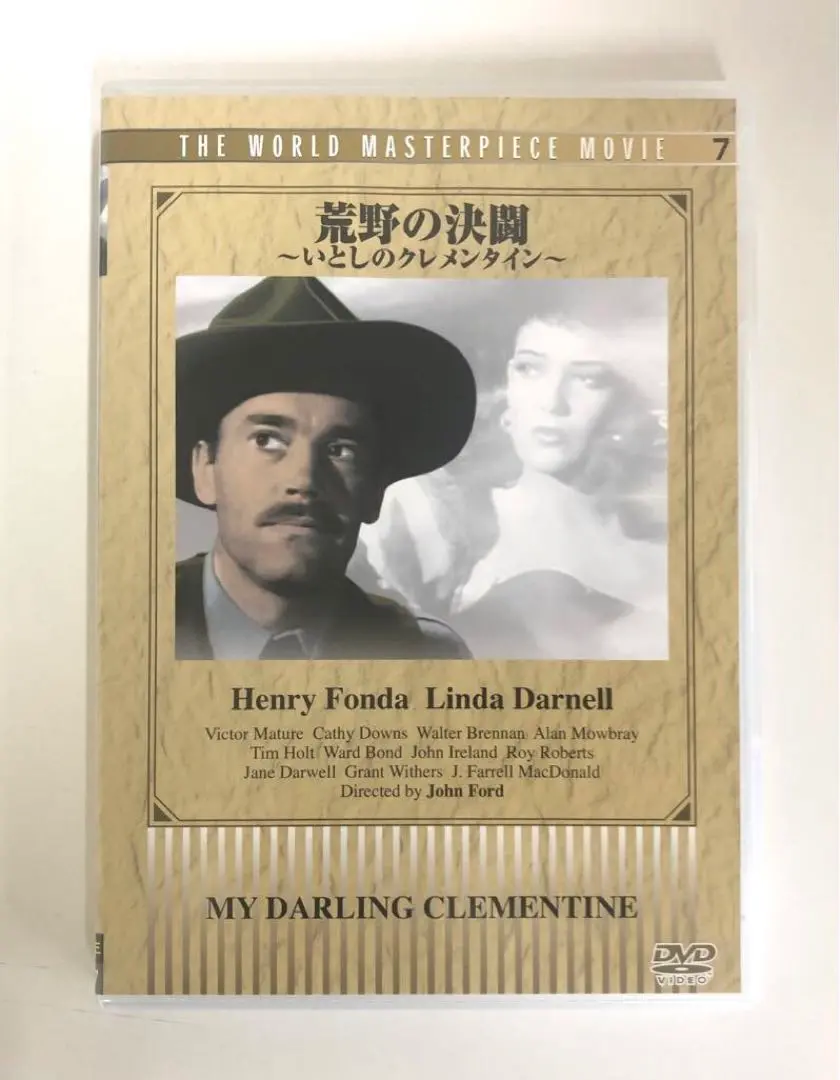 THE WORLD MASTERPIECE MOVIE 7
荒野の決闘
～いとしのクレメンタイン～
Henry Fonda Linda Darnell
Victor Mature Cathy Downs Walter Brennan Alan Mowbray
Tim Holt Ward Bond John Ireland Roy Roberts
Jane Darwell Grant Withers J. Farrell MacDonald
Directed by John Ford
MY DARLING CLEMENTINE
DVD
VIDEO